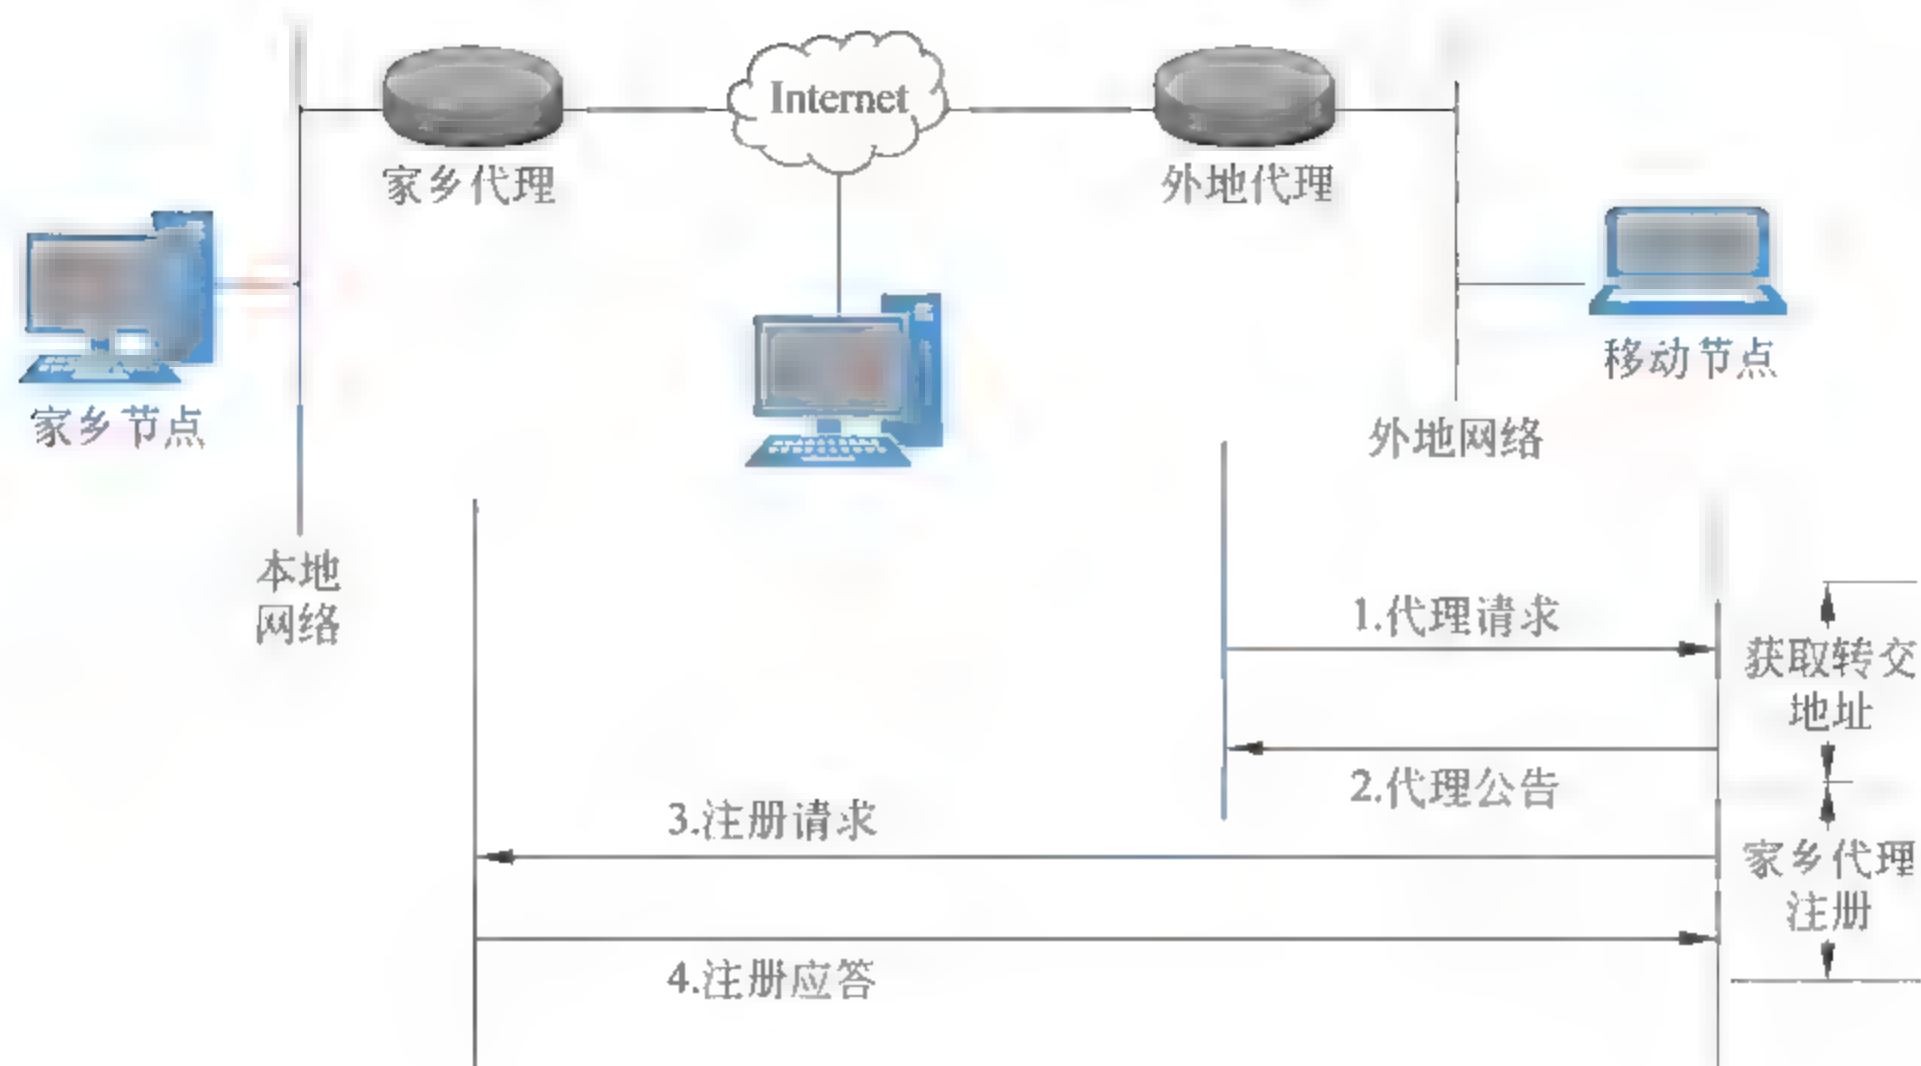 Internet
家乡代理
外地代理
家乡节点
移动节点
外地网络
本地
网络
1.代理请求
获取转交
地址
2.代理公告
3.注册请求
家乡代理
注册
4.注册应答